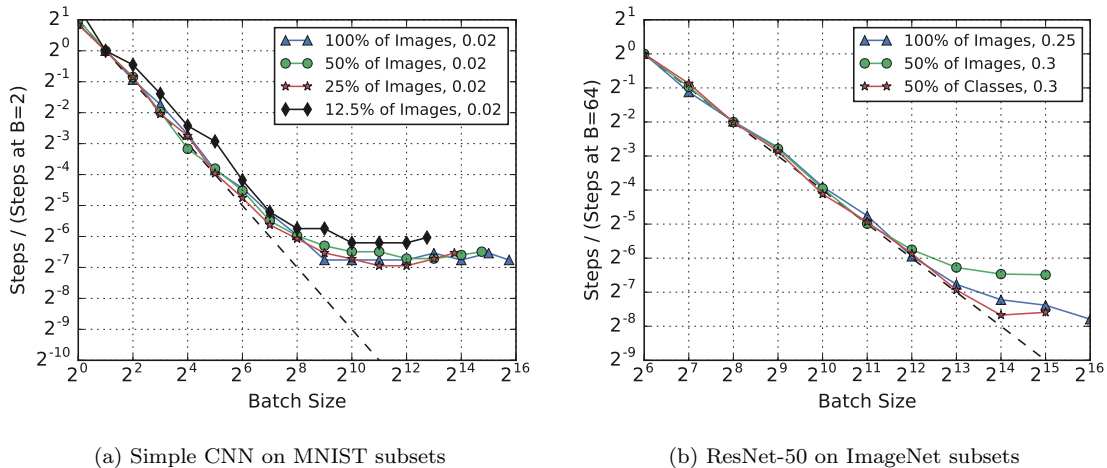 2^1
2^0
2^-1
2^-2
2^-3
2^-4
2^-5
2^-6
2^-7
2^-8
2^-9
2^-10
Steps / (Steps at B=2)
100% of Images, 0.02
50% of Images, 0.02
25% of Images, 0.02
12.5% of Images, 0.02
2^0 2^2 2^4 2^6 2^8 2^10 2^12 2^14 2^16
Batch Size
(a) Simple CNN on MNIST subsets
2^1
2^0
2^-1
2^-2
2^-3
2^-4
2^-5
2^-6
2^-7
2^-8
2^-9
Steps / (Steps at B=64)
100% of Images, 0.25
50% of Images, 0.3
50% of Classes, 0.3
2^6 2^7 2^8 2^9 2^10 2^11 2^12 2^13 2^14 2^15 2^16
Batch Size
(b) ResNet-50 on ImageNet subsets